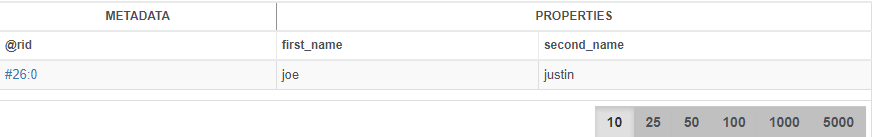 METADATA PROPERTIES
@rid first_name second_name
#26:0 joe justin
10 25 50 100 1000 5000